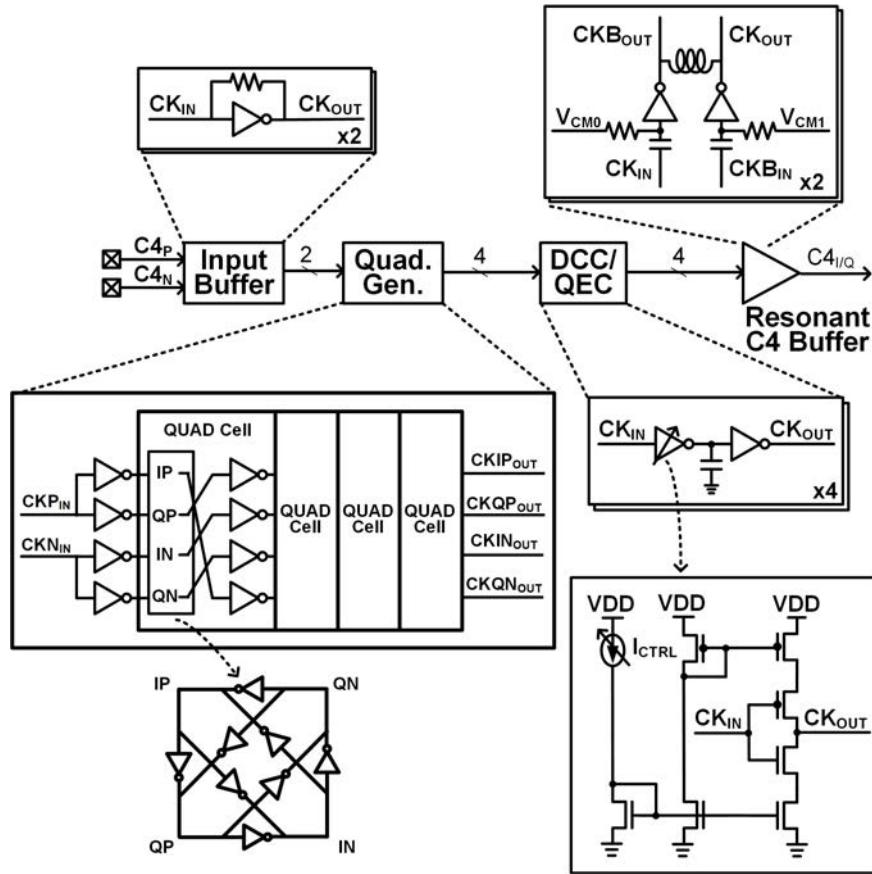 CKB_OUT CK_OUT
CK_IN CK_OUT
x2
V_CM0 V_CM1
CK_IN CKB_IN
x2
C4_P
C4_N
Input
Buffer
2
Quad.
Gen.
4
DCC/
QEC
4
C4_I/Q
Resonant
C4 Buffer
QUAD Cell
CKP_IN
CKN_IN
IP
QP
IN
QN
QUAD
Cell
QUAD
Cell
QUAD
Cell
CKIP_OUT
CKQP_OUT
CKIN_OUT
CKQN_OUT
CK_IN CK_OUT
x4
IP QN
QP IN
VDD VDD VDD
I_CTRL
CK_IN CK_OUT